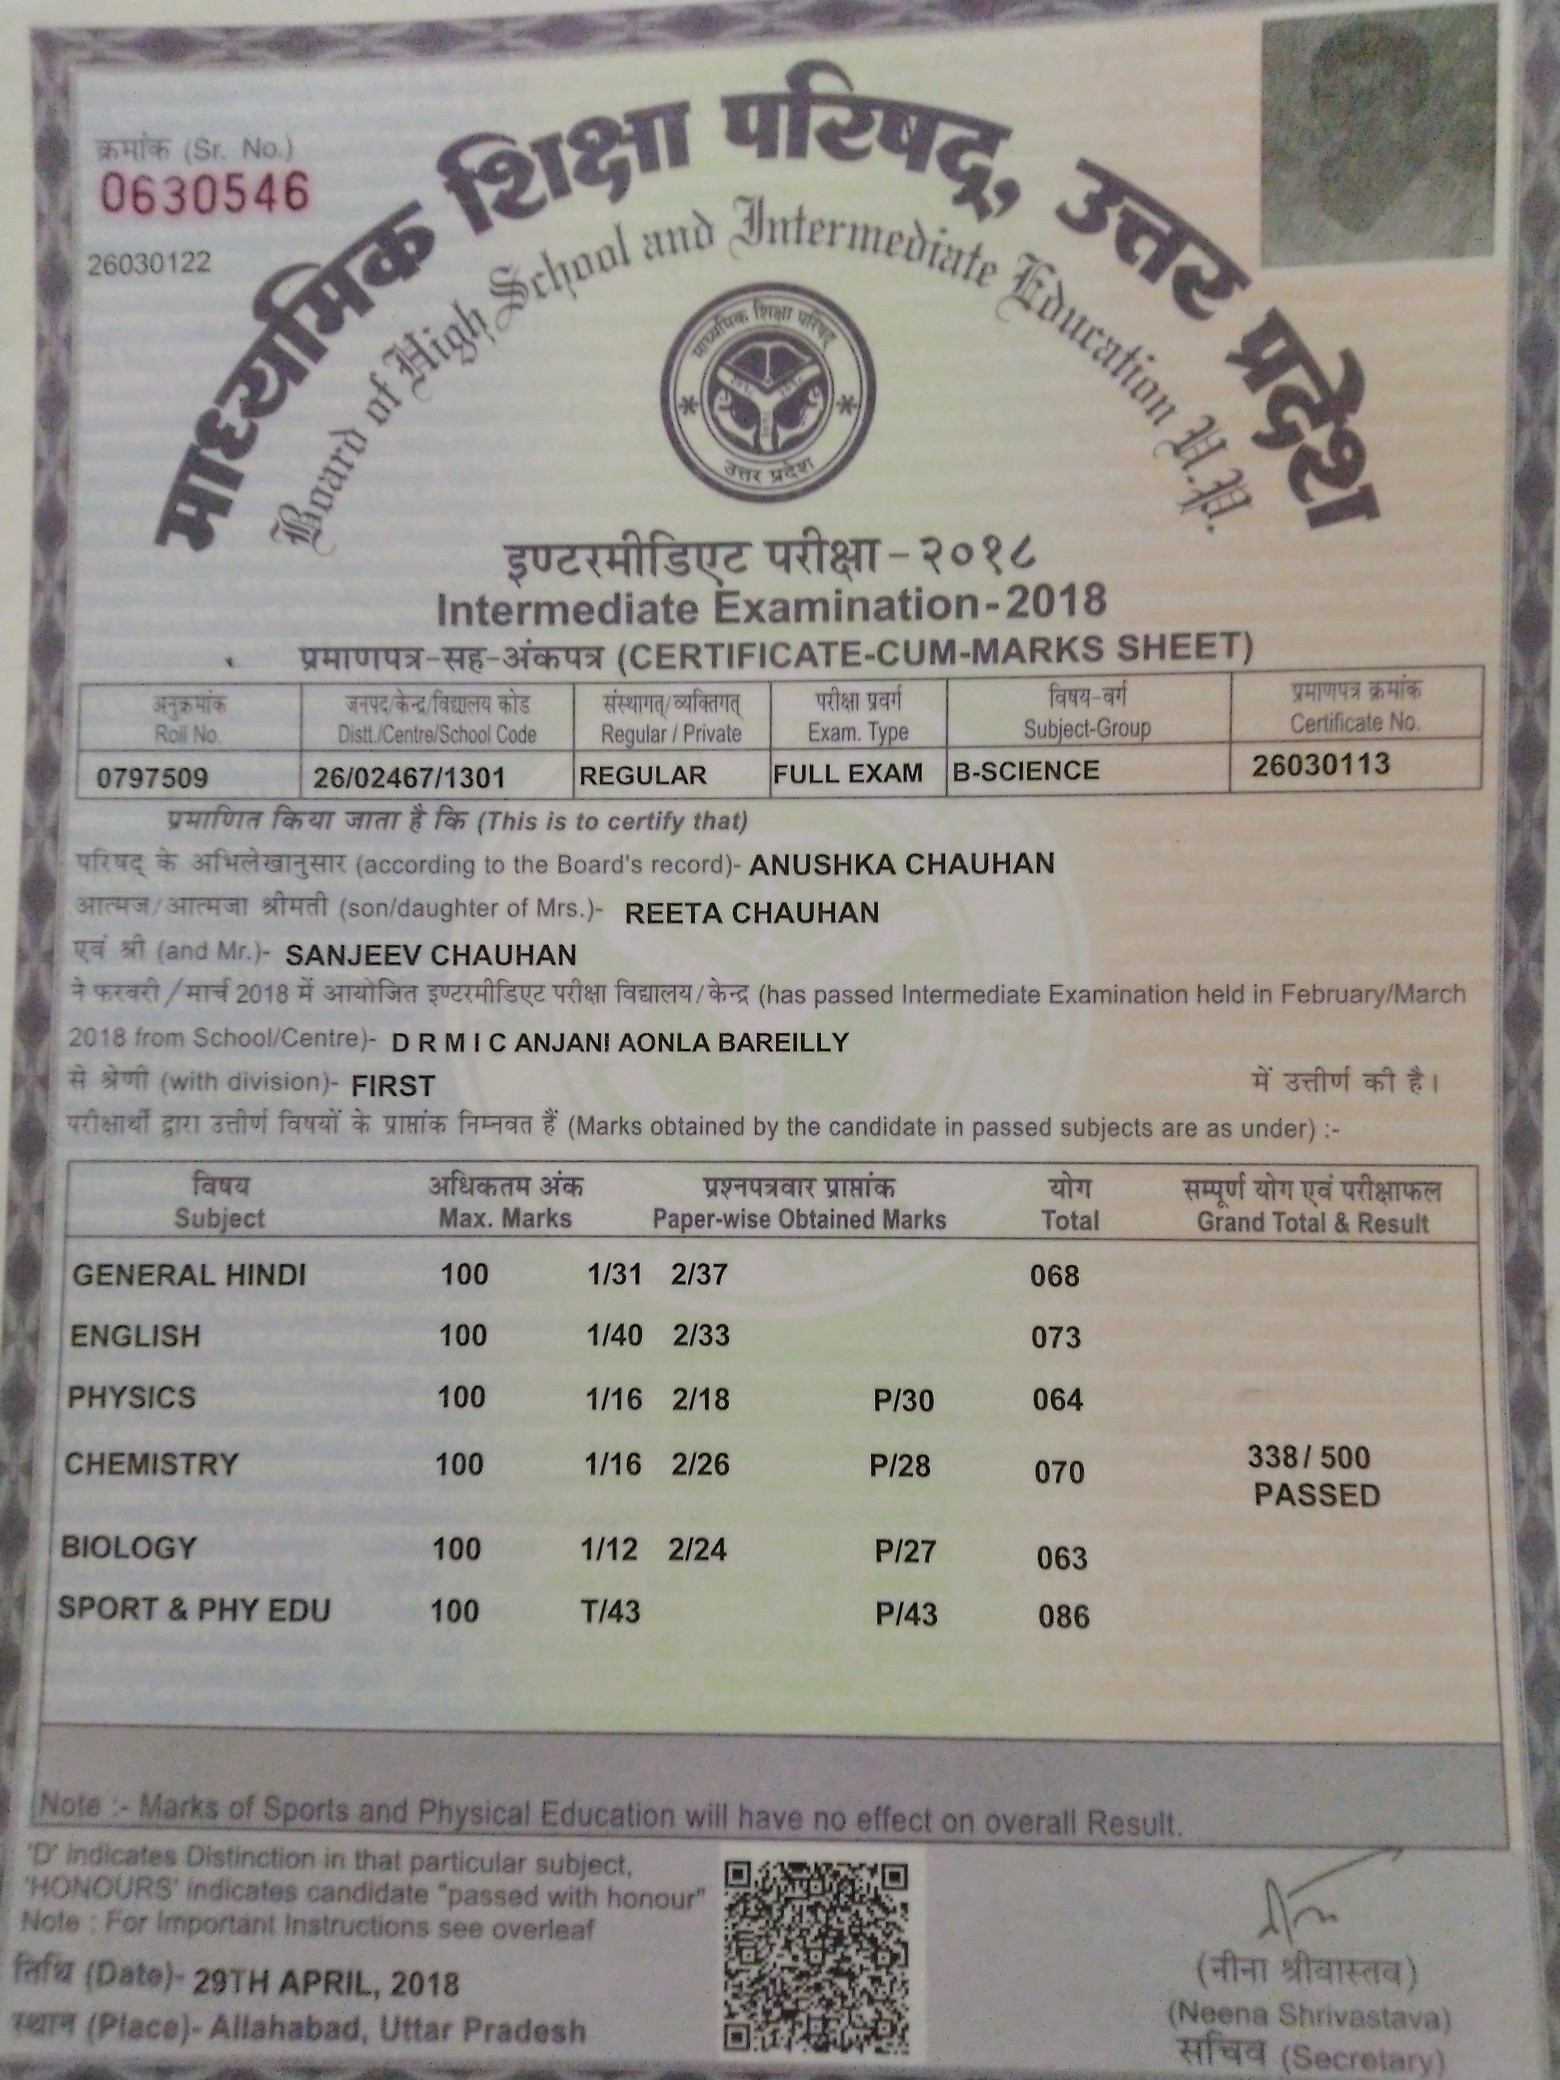 क्रमांक (Sr. No.)
0630546
26030122
माध्यमिक शिक्षा परिषद्, उत्तर प्रदेश
Board of High School and Intermediate Education U.P.
माध्यमिक शिक्षा परिषद्
उत्तर प्रदेश
इण्टरमीडिएट परीक्षा - २०१८
Intermediate Examination-2018
प्रमाणपत्र-सह-अंकपत्र (CERTIFICATE-CUM-MARKS SHEET)
अनुक्रमांक जनपद/केन्द्र/विद्यालय कोड संस्थागत्/व्यक्तिगत् परीक्षा प्रवर्ग विषय-वर्ग प्रमाणपत्र क्रमांक
Roll No. Distt./Centre/School Code Regular / Private Exam. Type Subject-Group Certificate No.
0797509 26/02467/1301 REGULAR FULL EXAM B-SCIENCE 26030113
प्रमाणित किया जाता है कि (This is to certify that)
परिषद् के अभिलेखानुसार (according to the Board's record)- ANUSHKA CHAUHAN
आत्मज/आत्मजा श्रीमती (son/daughter of Mrs.)- REETA CHAUHAN
एवं श्री (and Mr.)- SANJEEV CHAUHAN
ने फरवरी/मार्च 2018 में आयोजित इण्टरमीडिएट परीक्षा विद्यालय/केन्द्र (has passed Intermediate Examination held in February/March
2018 from School/Centre)- D R M I C ANJANI AONLA BAREILLY
से श्रेणी (with division)- FIRST में उत्तीर्ण की है।
परीक्षार्थी द्वारा उत्तीर्ण विषयों के प्राप्तांक निम्नवत हैं (Marks obtained by the candidate in passed subjects are as under) :-
विषय अधिकतम अंक प्रश्नपत्रवार प्राप्तांक योग सम्पूर्ण योग एवं परीक्षाफल
Subject Max. Marks Paper-wise Obtained Marks Total Grand Total & Result
GENERAL HINDI 100 1/31 2/37 068
ENGLISH 100 1/40 2/33 073
PHYSICS 100 1/16 2/18 P/30 064
CHEMISTRY 100 1/16 2/26 P/28 070 338/ 500
PASSED
BIOLOGY 100 1/12 2/24 P/27 063
SPORT & PHY EDU 100 T/43 P/43 086
Note :- Marks of Sports and Physical Education will have no effect on overall Result.
'D' indicates Distinction in that particular subject,
'HONOURS' indicates candidate "passed with honour"
Note : For Important Instructions see overleaf
तिथि (Date)- 29TH APRIL, 2018
स्थान (Place)- Allahabad, Uttar Pradesh
(नीना श्रीवास्तव)
(Neena Shrivastava)
सचिव (Secretary)